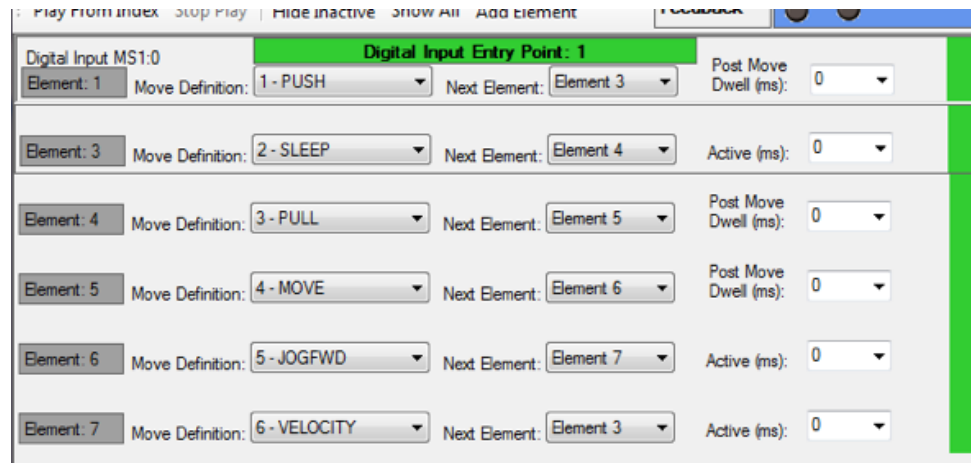 Play From Index Stop Play Hide Inactive Show All Add Element Feedback
Digital Input MS1:0 Digital Input Entry Point: 1
Element: 1 Move Definition: 1 - PUSH Next Element: Element 3 Post Move Dwell (ms): 0
Element: 3 Move Definition: 2 - SLEEP Next Element: Element 4 Active (ms): 0
Element: 4 Move Definition: 3 - PULL Next Element: Element 5 Post Move Dwell (ms): 0
Element: 5 Move Definition: 4 - MOVE Next Element: Element 6 Post Move Dwell (ms): 0
Element: 6 Move Definition: 5 - JOGFWD Next Element: Element 7 Active (ms): 0
Element: 7 Move Definition: 6 - VELOCITY Next Element: Element 3 Active (ms): 0